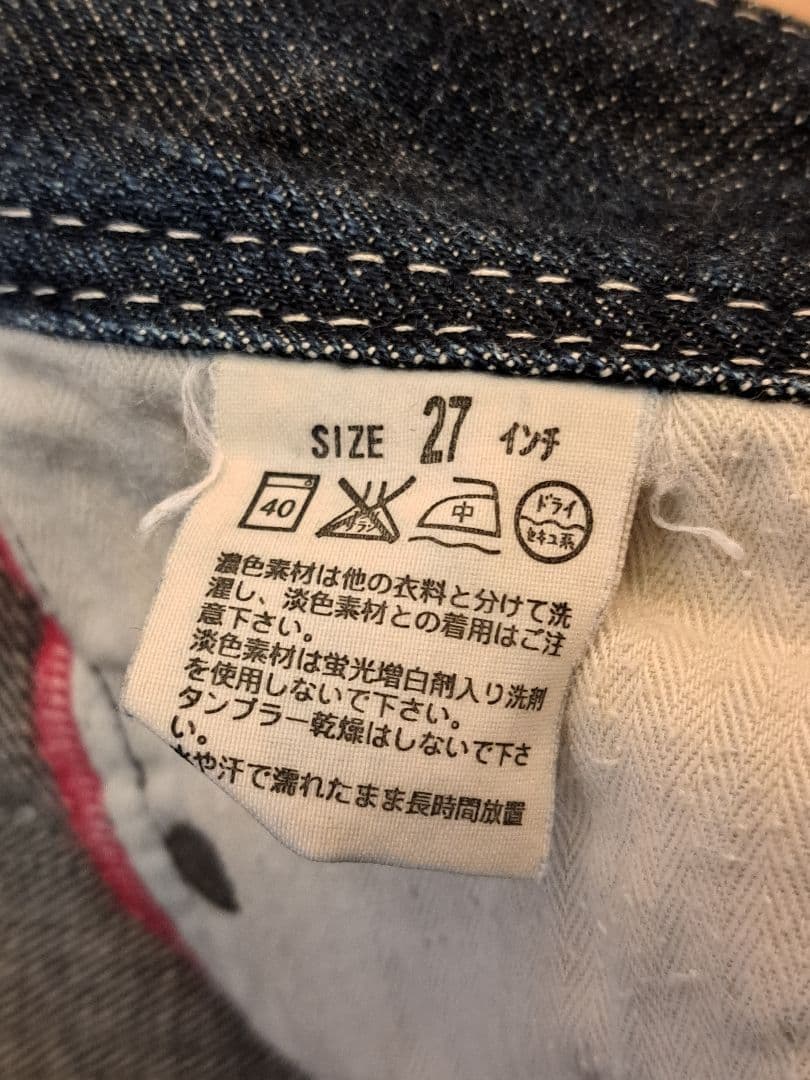 SIZE 27 インチ
40 中 ドライ
セキユ系
濃色素材は他の衣料と分けて洗
濯し、淡色素材との着用はご注
意下さい。
淡色素材は蛍光増白剤入り洗剤
を使用しないで下さい。
タンブラー乾燥はしないで下さ
い。
や汗で濡れたまま長時間放置